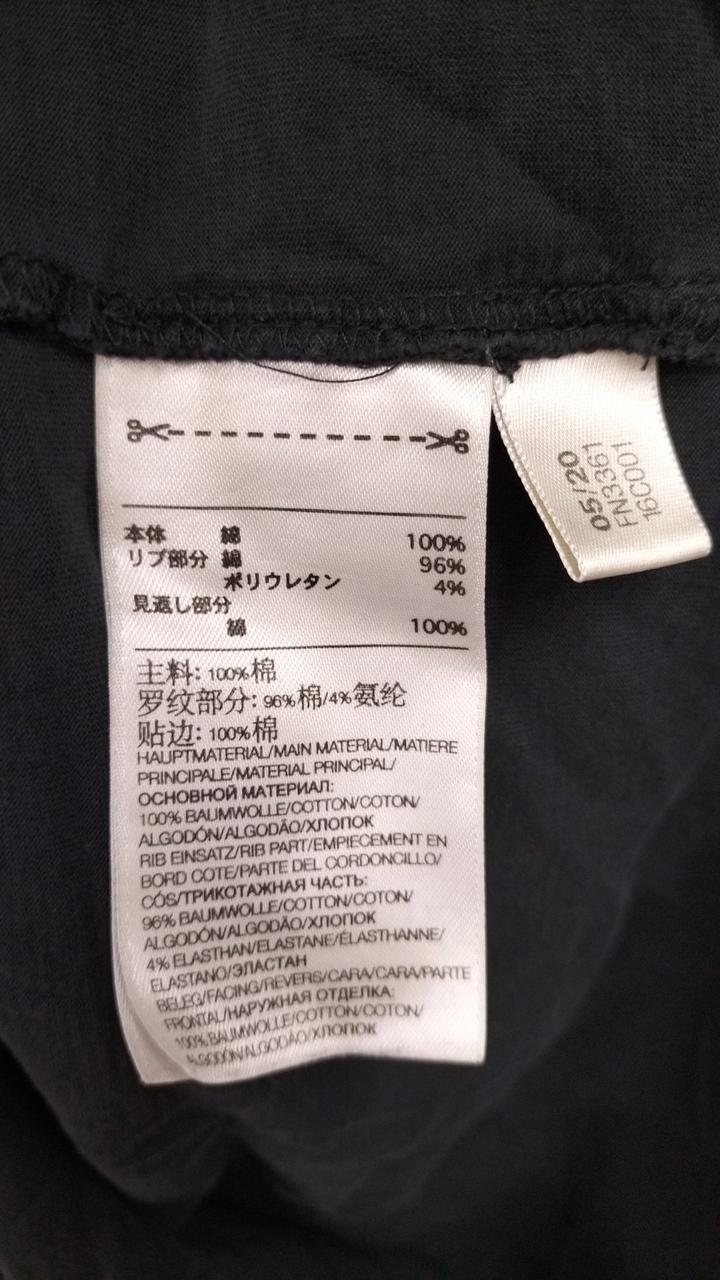 本体 綿 100%
リブ部分 綿 96%
ポリウレタン 4%
見返し部分
綿 100%
主料: 100%棉
罗纹部分: 96%棉/4%氨纶
贴边: 100%棉
HAUPTMATERIAL/MAIN MATERIAL/MATIERE
PRINCIPALE/MATERIAL PRINCIPAL/
ОСНОВНОЙ МАТЕРИАЛ:
100% BAUMWOLLE/COTTON/COTON/
ALGODÓN/ALGODÃO/ХЛОПОК
RIB EINSATZ/RIB PART/EMPIECEMENT EN
BORD COTE/PARTE DEL CORDONCILLO/
CÓS/ТРИКОТАЖНАЯ ЧАСТЬ:
96% BAUMWOLLE/COTTON/COTON/
ALGODÓN/ALGODÃO/ХЛОПОК
4% ELASTHAN/ELASTANE/ÉLASTHANNE/
ELASTANO/ЭЛАСТАН
BELEG/FACING/REVERS/CARA/CARA/PARTE
FRONTAL/НАРУЖНАЯ ОТДЕЛКА:
100% BAUMWOLLE/COTTON/COTON/
ALGODÓN/ALGODÃO/ХЛОПОК
05/20
FN3361
16C001